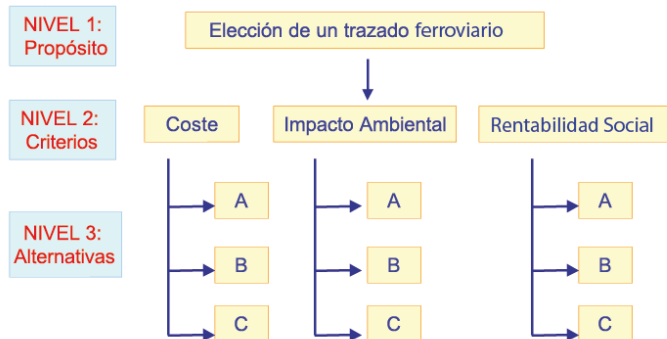 NIVEL 1:
Propósito
Elección de un trazado ferroviario
NIVEL 2:
Criterios
Coste
Impacto Ambiental
Rentabilidad Social
NIVEL 3:
Alternativas
A
A
A
B
B
B
C
C
C